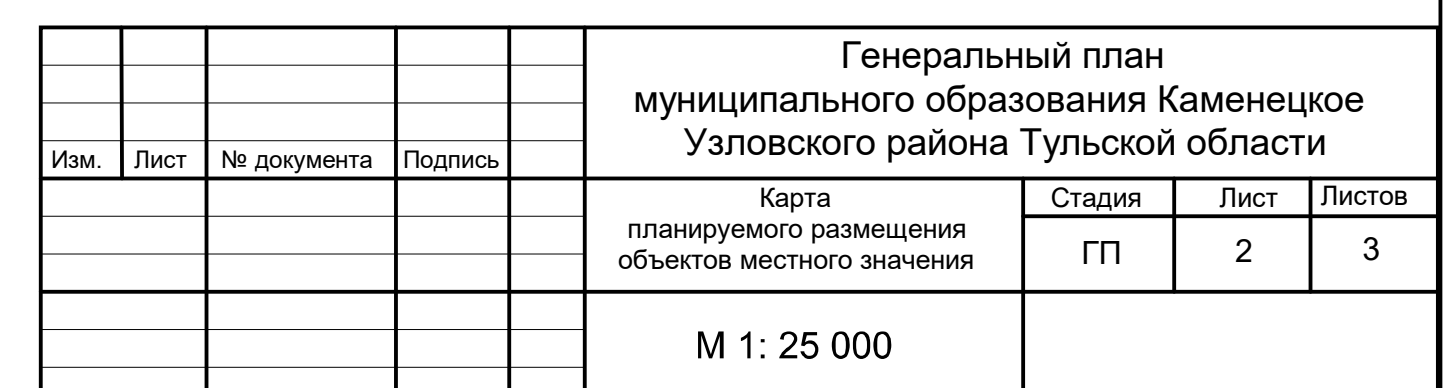 Генеральный план
муниципального образования Каменецкое
Узловского района Тульской области
Изм. Лист № документа Подпись
Карта
планируемого размещения
объектов местного значения
Стадия Лист Листов
ГП 2 3
М 1: 25 000